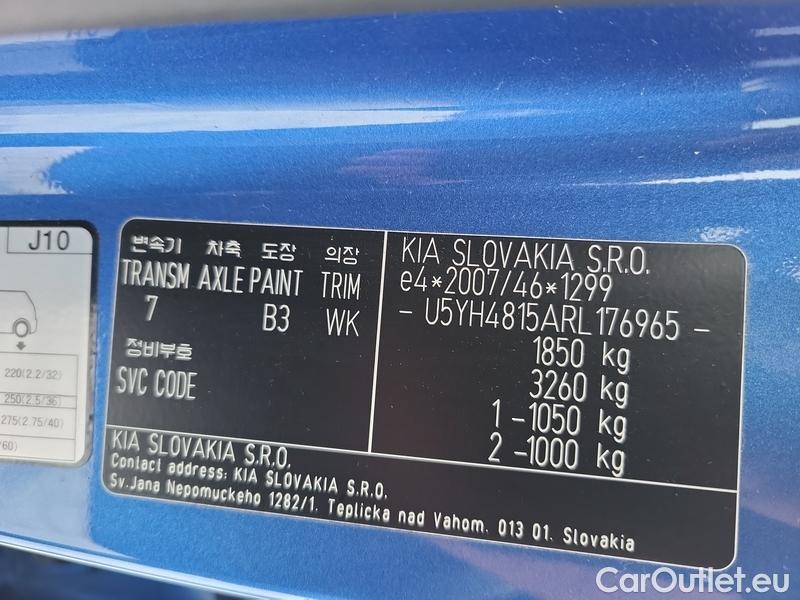 J10
220(2.2/32)
250(2.5/36)
275(2.75/40)
/60)
변속기 차축 도장 의장
TRANSM AXLE PAINT TRIM
7 B3 WK
정비부호
SVC CODE
KIA SLOVAKIA S.R.O.
e4*2007/46*1299
- U5YH4815ARL176965 -
1850 kg
3260 kg
1 -1050 kg
2 -1000 kg
KIA SLOVAKIA S.R.O.
Contact address: KIA SLOVAKIA S.R.O.
Sv.Jana Nepomuckeho 1282/1. Teplicka nad Vahom. 013 01. Slovakia
CarOutlet.eu